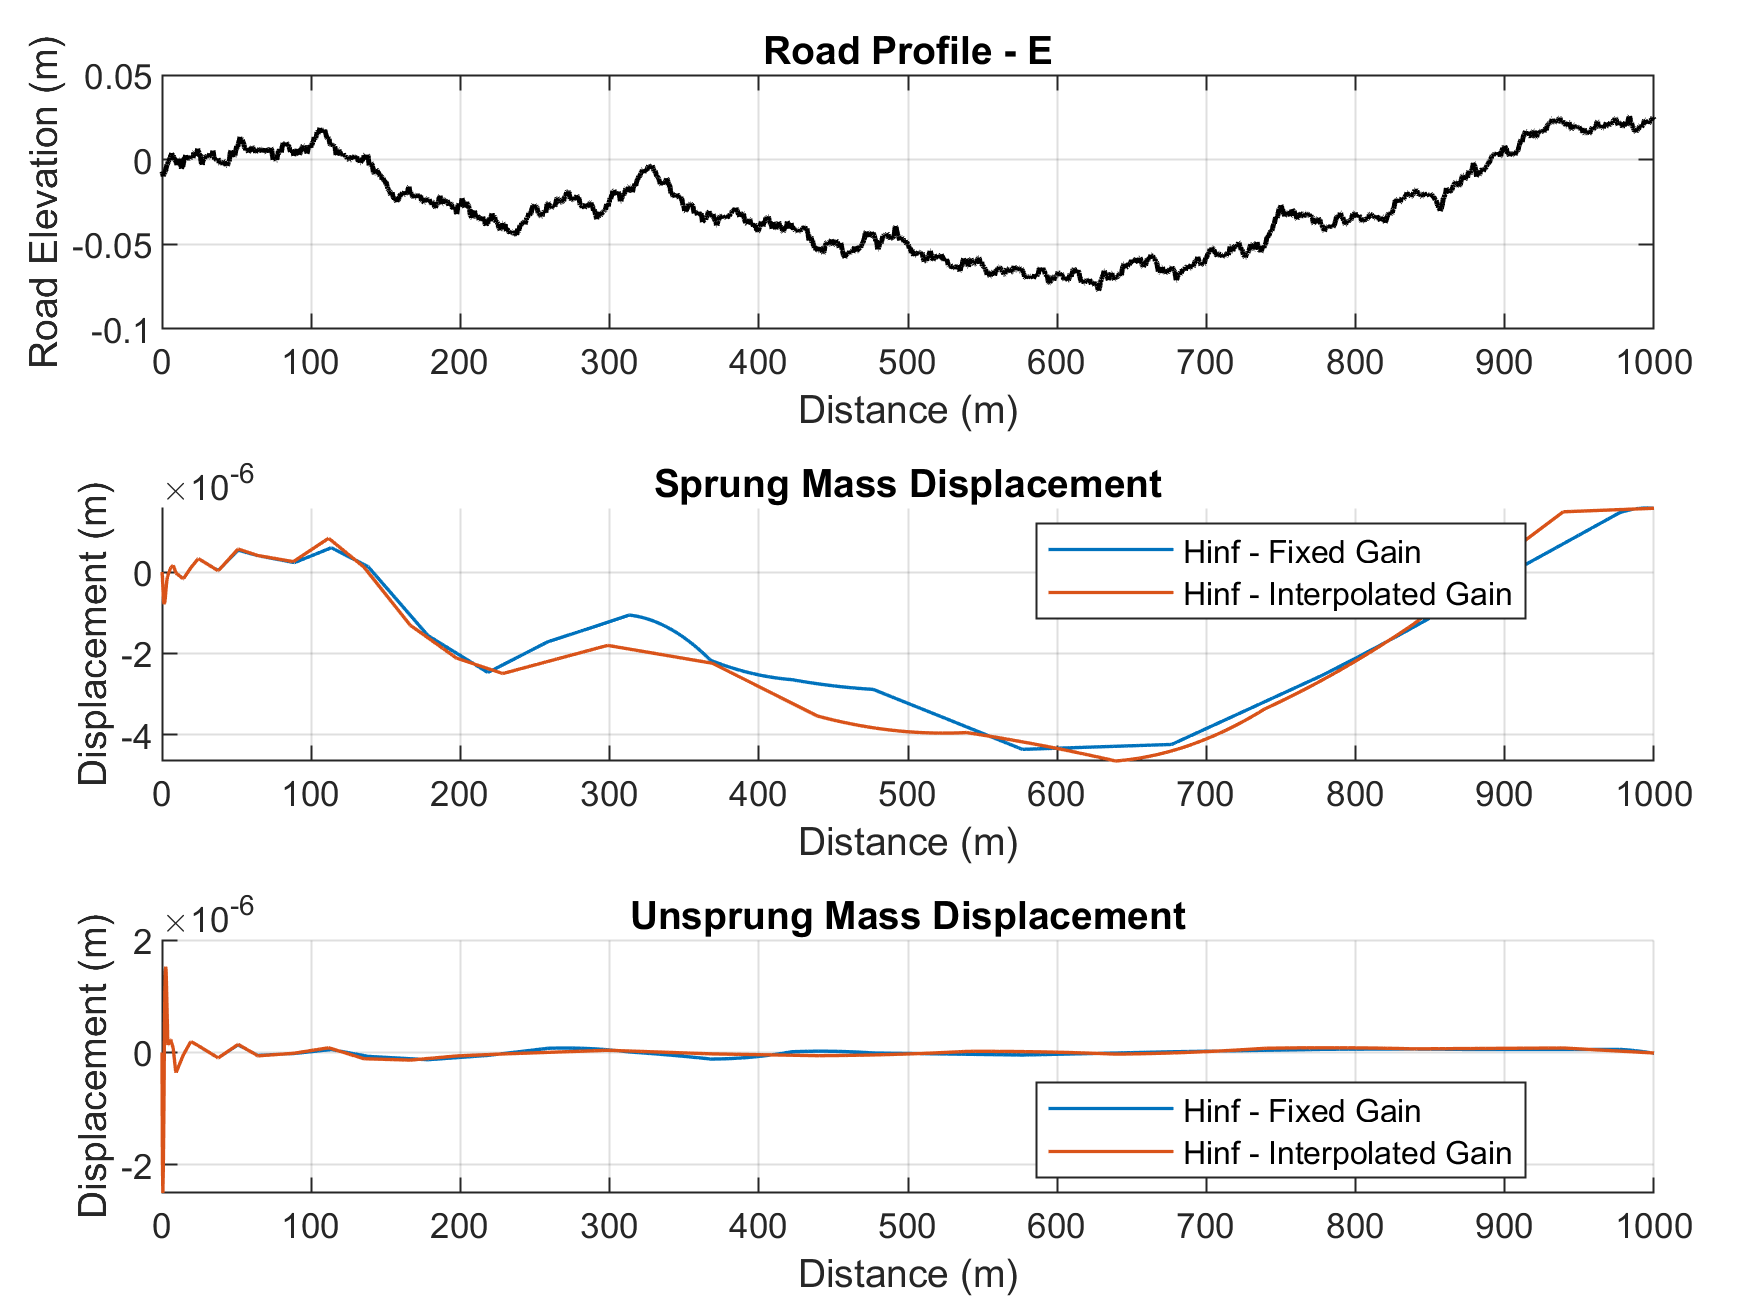 Road Profile - E
Road Elevation (m)
0.05
0
-0.05
-0.1
0 100 200 300 400 500 600 700 800 900 1000
Distance (m)
Sprung Mass Displacement
×10-6
Displacement (m)
0
-2
-4
Hinf - Fixed Gain
Hinf - Interpolated Gain
0 100 200 300 400 500 600 700 800 900 1000
Distance (m)
Unsprung Mass Displacement
×10-6
Displacement (m)
2
0
-2
Hinf - Fixed Gain
Hinf - Interpolated Gain
0 100 200 300 400 500 600 700 800 900 1000
Distance (m)